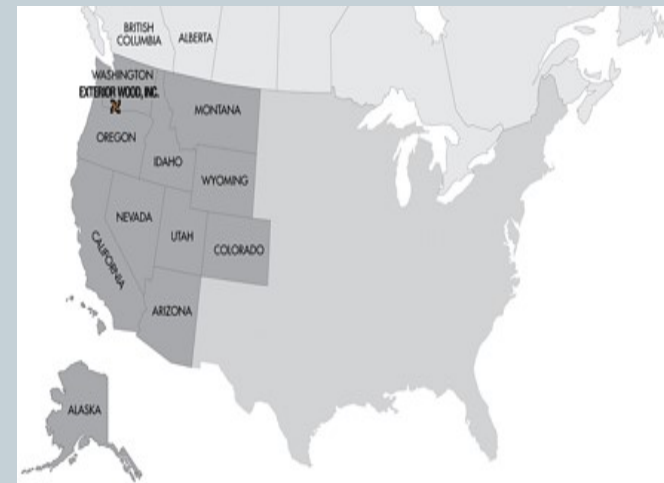 BRITISH
COLUMBIA
ALBERTA
WASHINGTON
EXTERIOR WOOD, INC.
MONTANA
OREGON
IDAHO
WYOMING
NEVADA
UTAH
COLORADO
CALIFORNIA
ARIZONA
ALASKA